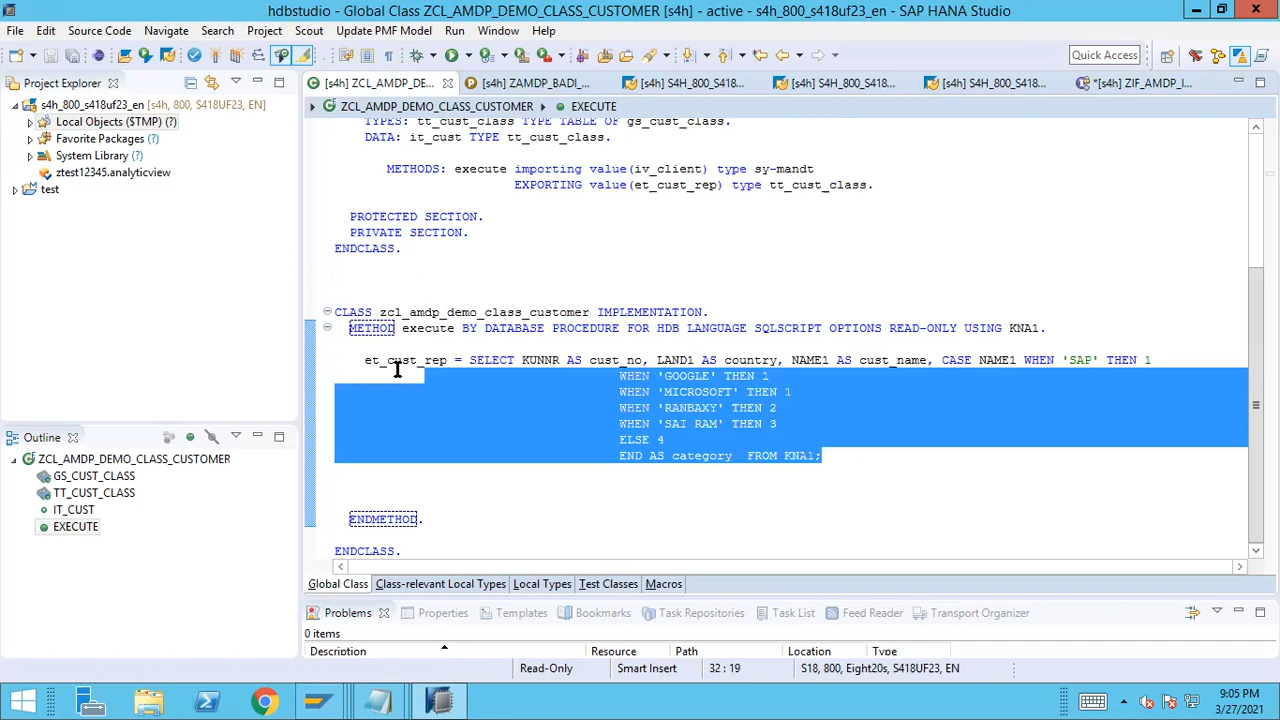 hdbstudio - Global Class ZCL_AMDP_DEMO_CLASS_CUSTOMER [s4h] - active - s4h_800_s418uf23_en - SAP HANA Studio
File Edit Source Code Navigate Search Project Scout Update PMF Model Run Window Help
Quick Access
Project Explorer
[s4h] ZCL_AMDP_DE... [s4h] ZAMDP_BADI_... [s4h] S4H_800_S418... [s4h] S4H_800_S418... [s4h] S4H_800_S418... *[s4h] ZIF_AMDP_I...
s4h_800_s418uf23_en [s4h, 800, S418UF23, EN]
Local Objects ($TMP) (?)
Favorite Packages (?)
System Library (?)
ztest12345.analyticview
test
ZCL_AMDP_DEMO_CLASS_CUSTOMER EXECUTE
TYPES: tt_cust_class TYPE TABLE OF gs_cust_class.
DATA: it_cust TYPE tt_cust_class.
METHODS: execute importing value(iv_client) type sy-mandt
EXPORTING value(et_cust_rep) type tt_cust_class.
PROTECTED SECTION.
PRIVATE SECTION.
ENDCLASS.
CLASS zcl_amdp_demo_class_customer IMPLEMENTATION.
METHOD execute BY DATABASE PROCEDURE FOR HDB LANGUAGE SQLSCRIPT OPTIONS READ-ONLY USING KNA1.
et_cust_rep = SELECT KUNNR AS cust_no, LAND1 AS country, NAME1 AS cust_name, CASE NAME1 WHEN 'SAP' THEN 1
WHEN 'GOOGLE' THEN 1
WHEN 'MICROSOFT' THEN 1
WHEN 'RANBAXY' THEN 2
WHEN 'SAI RAM' THEN 3
ELSE 4
END AS category FROM KNA1;
ENDMETHOD.
ENDCLASS.
Outline
ZCL_AMDP_DEMO_CLASS_CUSTOMER
GS_CUST_CLASS
TT_CUST_CLASS
IT_CUST
EXECUTE
Global Class Class-relevant Local Types Local Types Test Classes Macros
Problems Properties Templates Bookmarks Task Repositories Task List Feed Reader Transport Organizer
0 items
Description Resource Path Location Type
Read-Only Smart Insert 32 : 19 S18, 800, Eight20s, S418UF23, EN
9:05 PM
3/27/2021